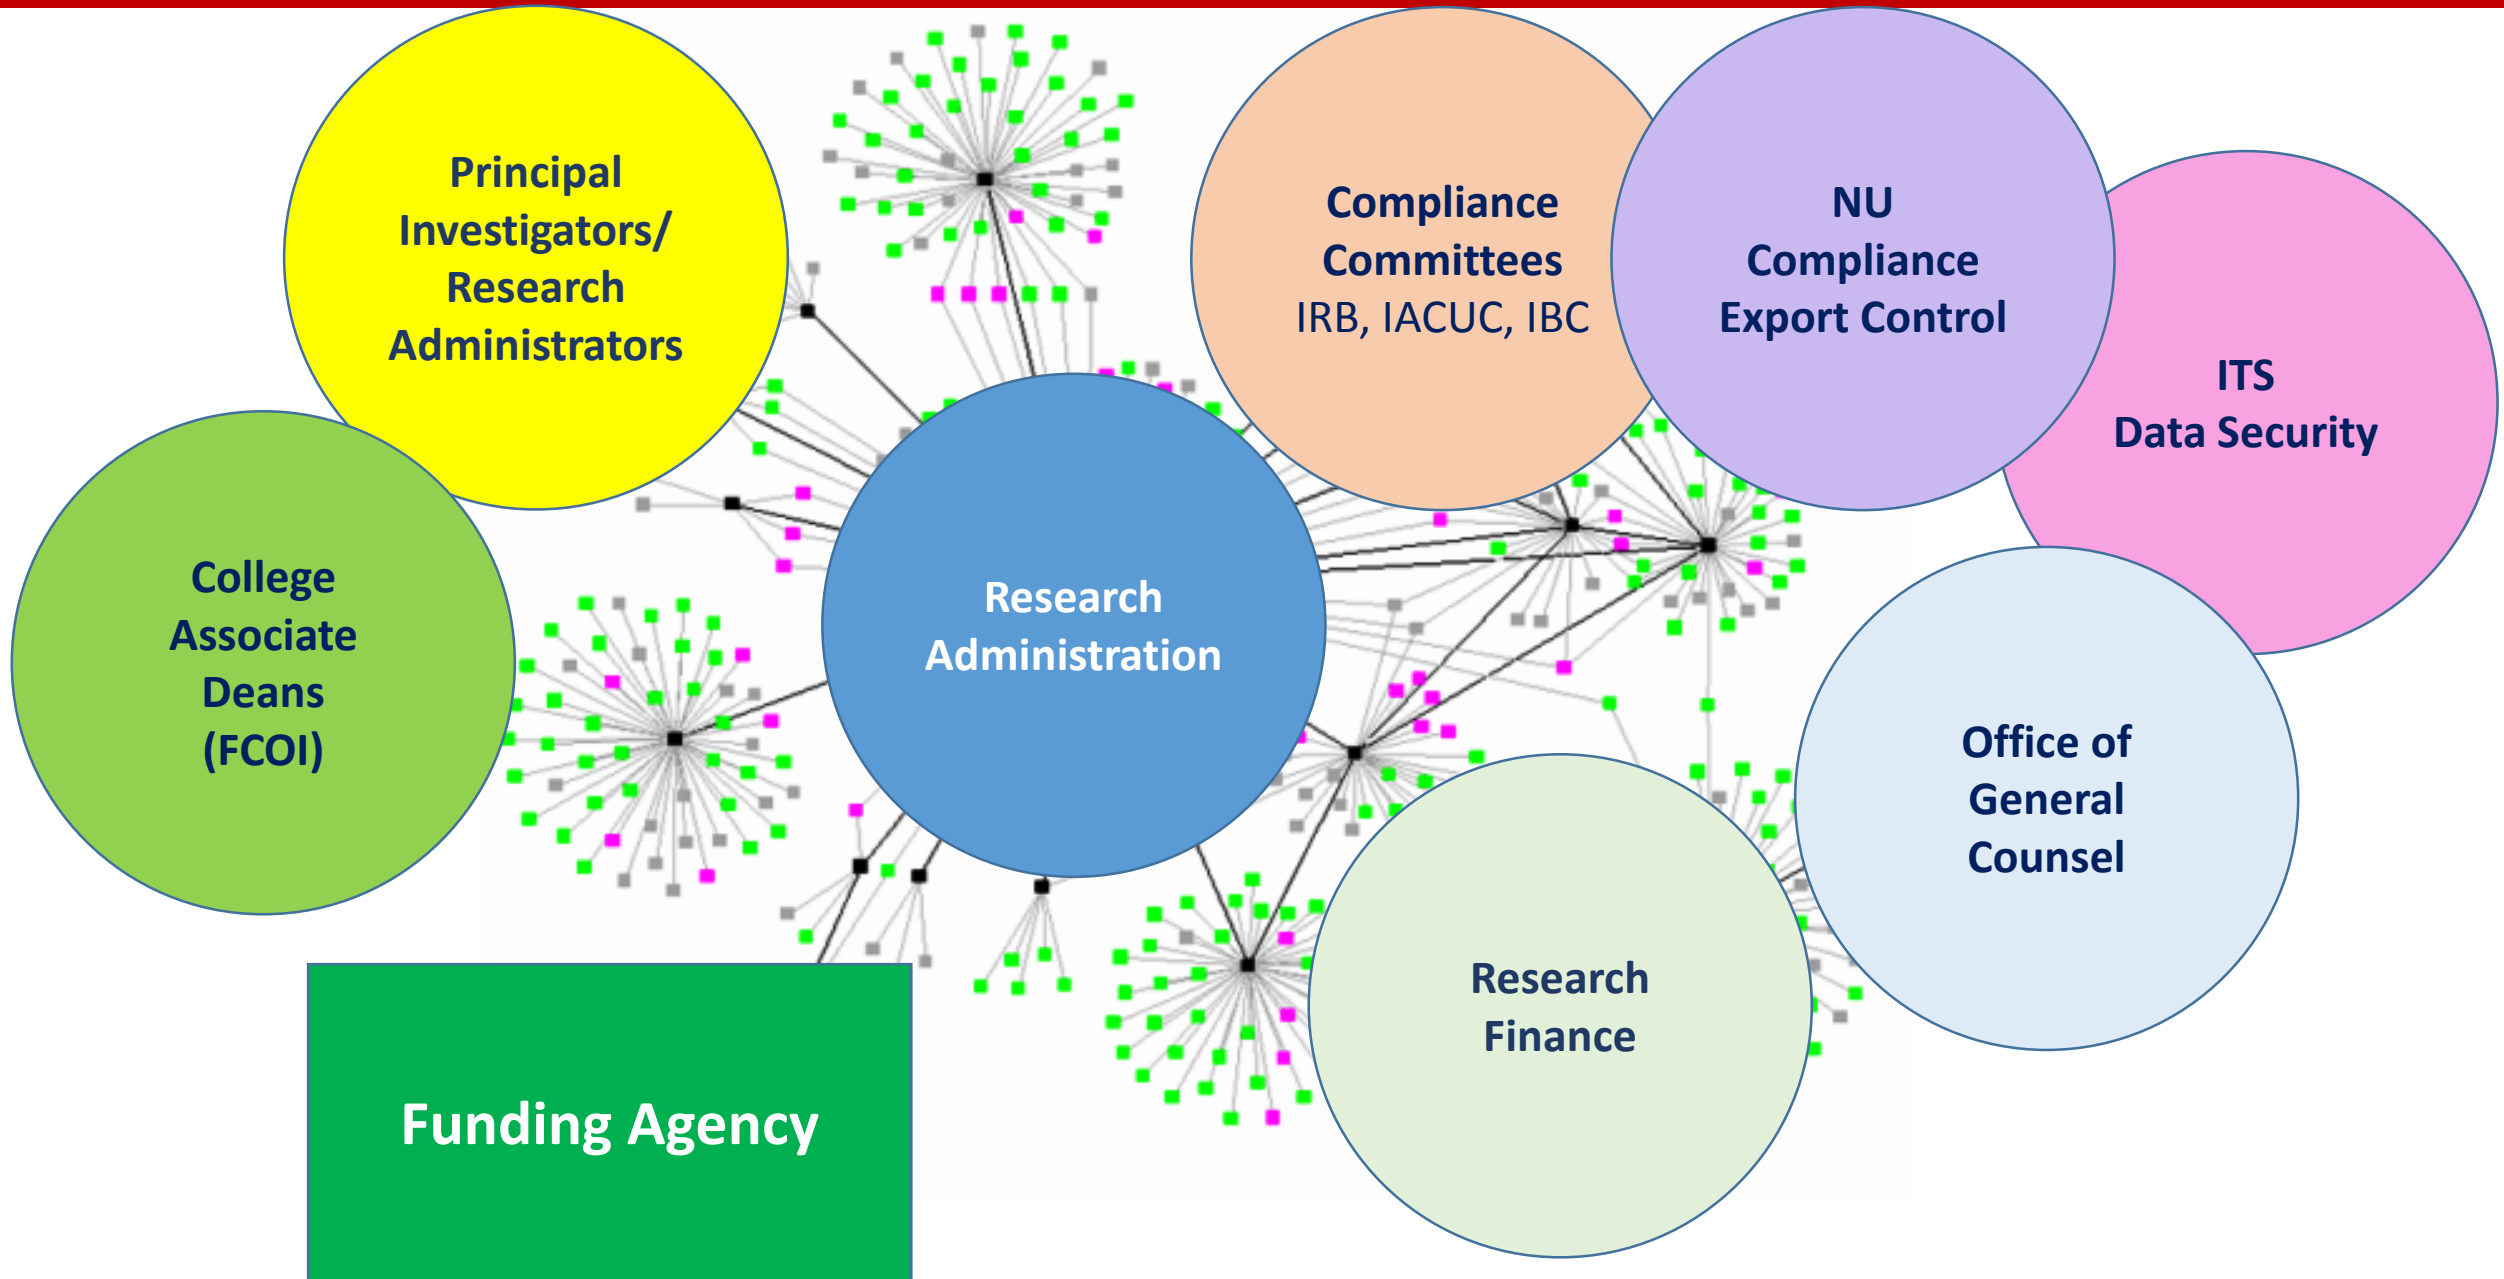 Principal
Investigators/
Research
Administrators
Compliance
Committees
IRB, IACUC, IBC
NU
Compliance
Export Control
ITS
Data Security
College
Associate
Deans
(FCOI)
Research
Administration
Office of
General
Counsel
Research
Finance
Funding Agency